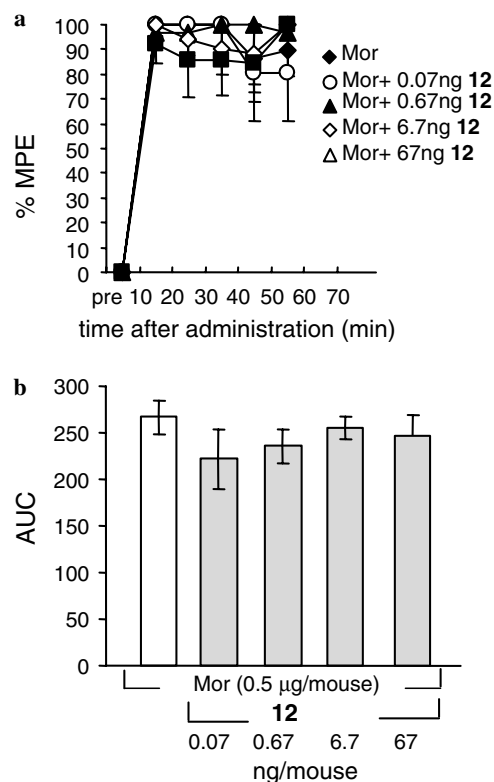 a
100
90
80
70
60
50
40
30
20
10
0
% MPE
pre 10 20 30 40 50 60 70
time after administration (min)
Mor
Mor+ 0.07ng 12
Mor+ 0.67ng 12
Mor+ 6.7ng 12
Mor+ 67ng 12
b
300
250
200
150
100
50
0
AUC
Mor (0.5 μg/mouse)
12
0.07 0.67 6.7 67
ng/mouse